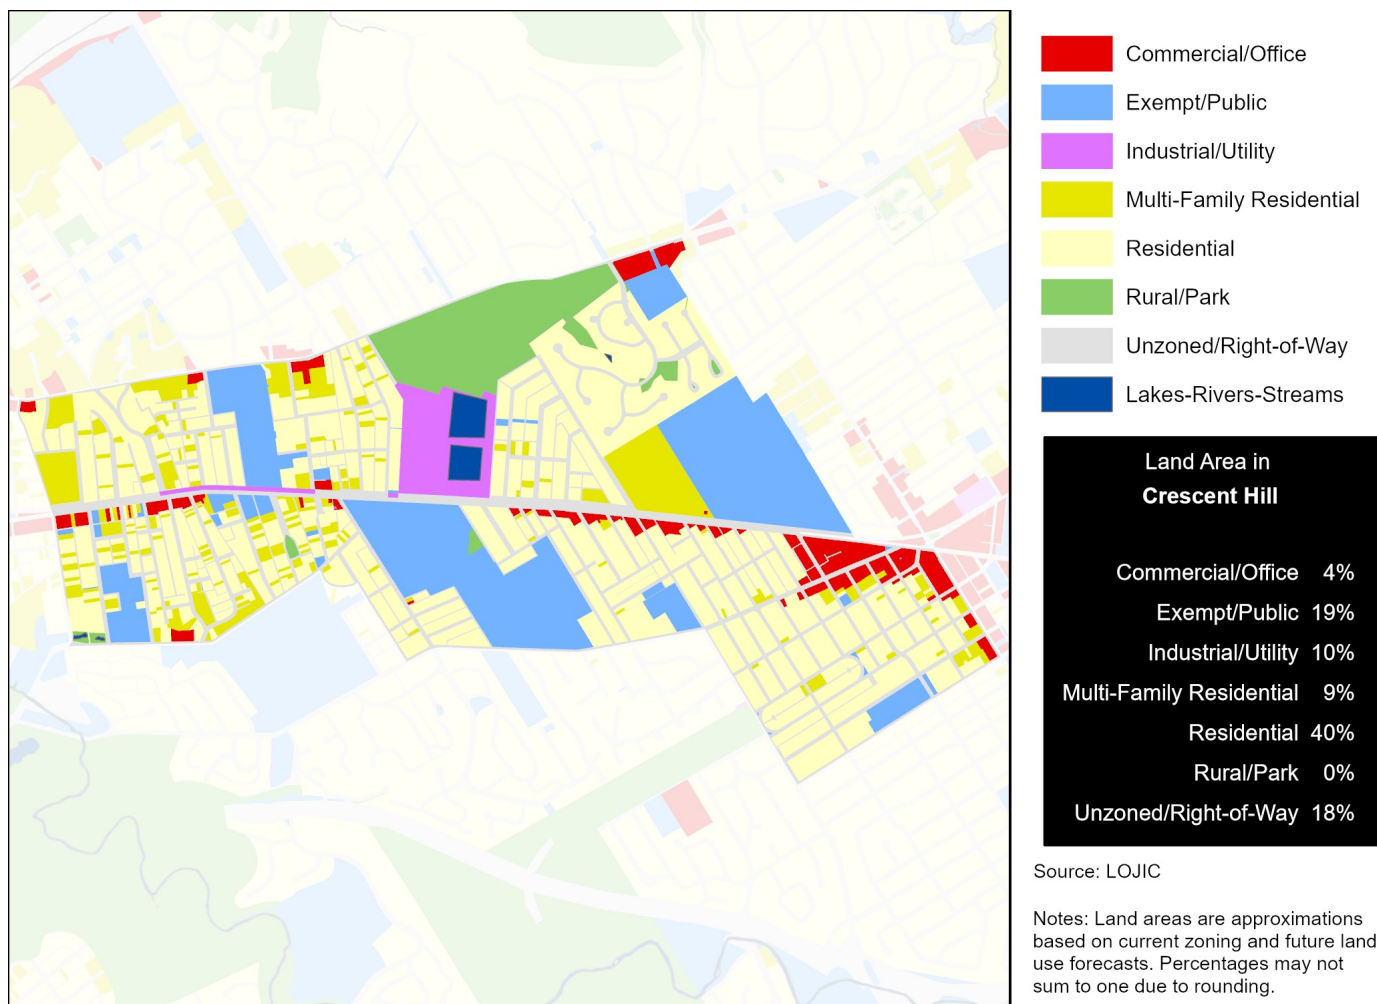 Commercial/Office
Exempt/Public
Industrial/Utility
Multi-Family Residential
Residential
Rural/Park
Unzoned/Right-of-Way
Lakes-Rivers-Streams
Land Area in
Crescent Hill
Commercial/Office 4%
Exempt/Public 19%
Industrial/Utility 10%
Multi-Family Residential 9%
Residential 40%
Rural/Park 0%
Unzoned/Right-of-Way 18%
Source: LOJIC
Notes: Land areas are approximations
based on current zoning and future land
use forecasts. Percentages may not
sum to one due to rounding.